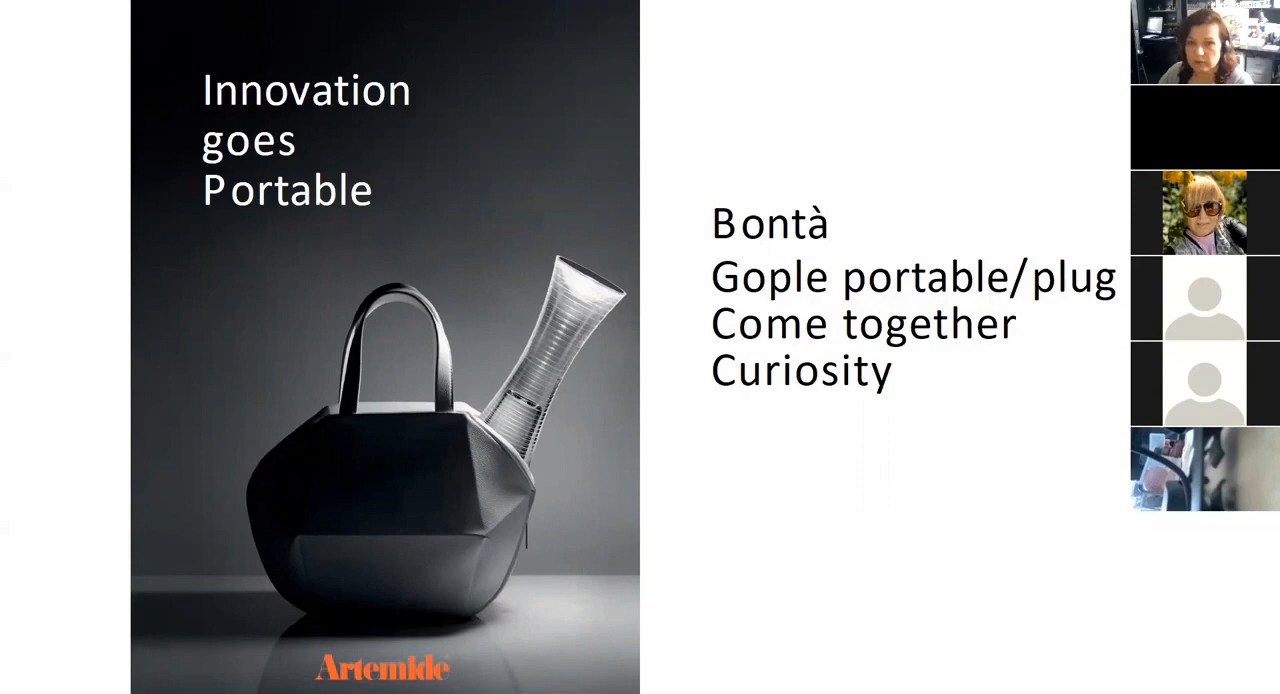 Innovation
goes
Portable
Artemide
Bontà
Gople portable/plug
Come together
Curiosity